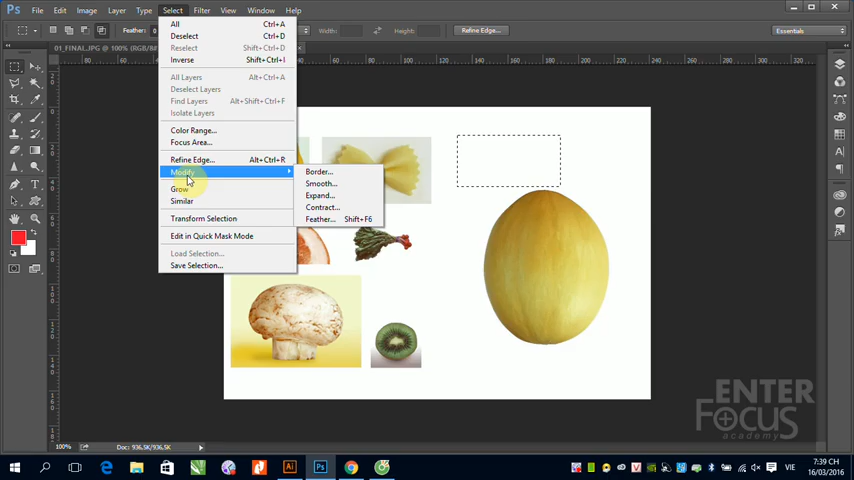 Ps File Edit Image Layer Type Select Filter View Window Help
Feather: 0 Width: Height: Refine Edge... Essentials
01_FINAL.JPG @ 100% (RGB/8#
All Ctrl+A
Deselect Ctrl+D
Reselect Shift+Ctrl+D
Inverse Shift+Ctrl+I
All Layers Alt+Ctrl+A
Deselect Layers
Find Layers Alt+Shift+Ctrl+F
Isolate Layers
Color Range...
Focus Area...
Refine Edge... Alt+Ctrl+R
Modify
Grow
Similar
Transform Selection
Edit in Quick Mask Mode
Load Selection...
Save Selection...
Border...
Smooth...
Expand...
Contract...
Feather... Shift+F6
ENTER
Focus
academy
100% Doc: 936.5K/936.5K
VIE
7:39 CH
16/03/2016